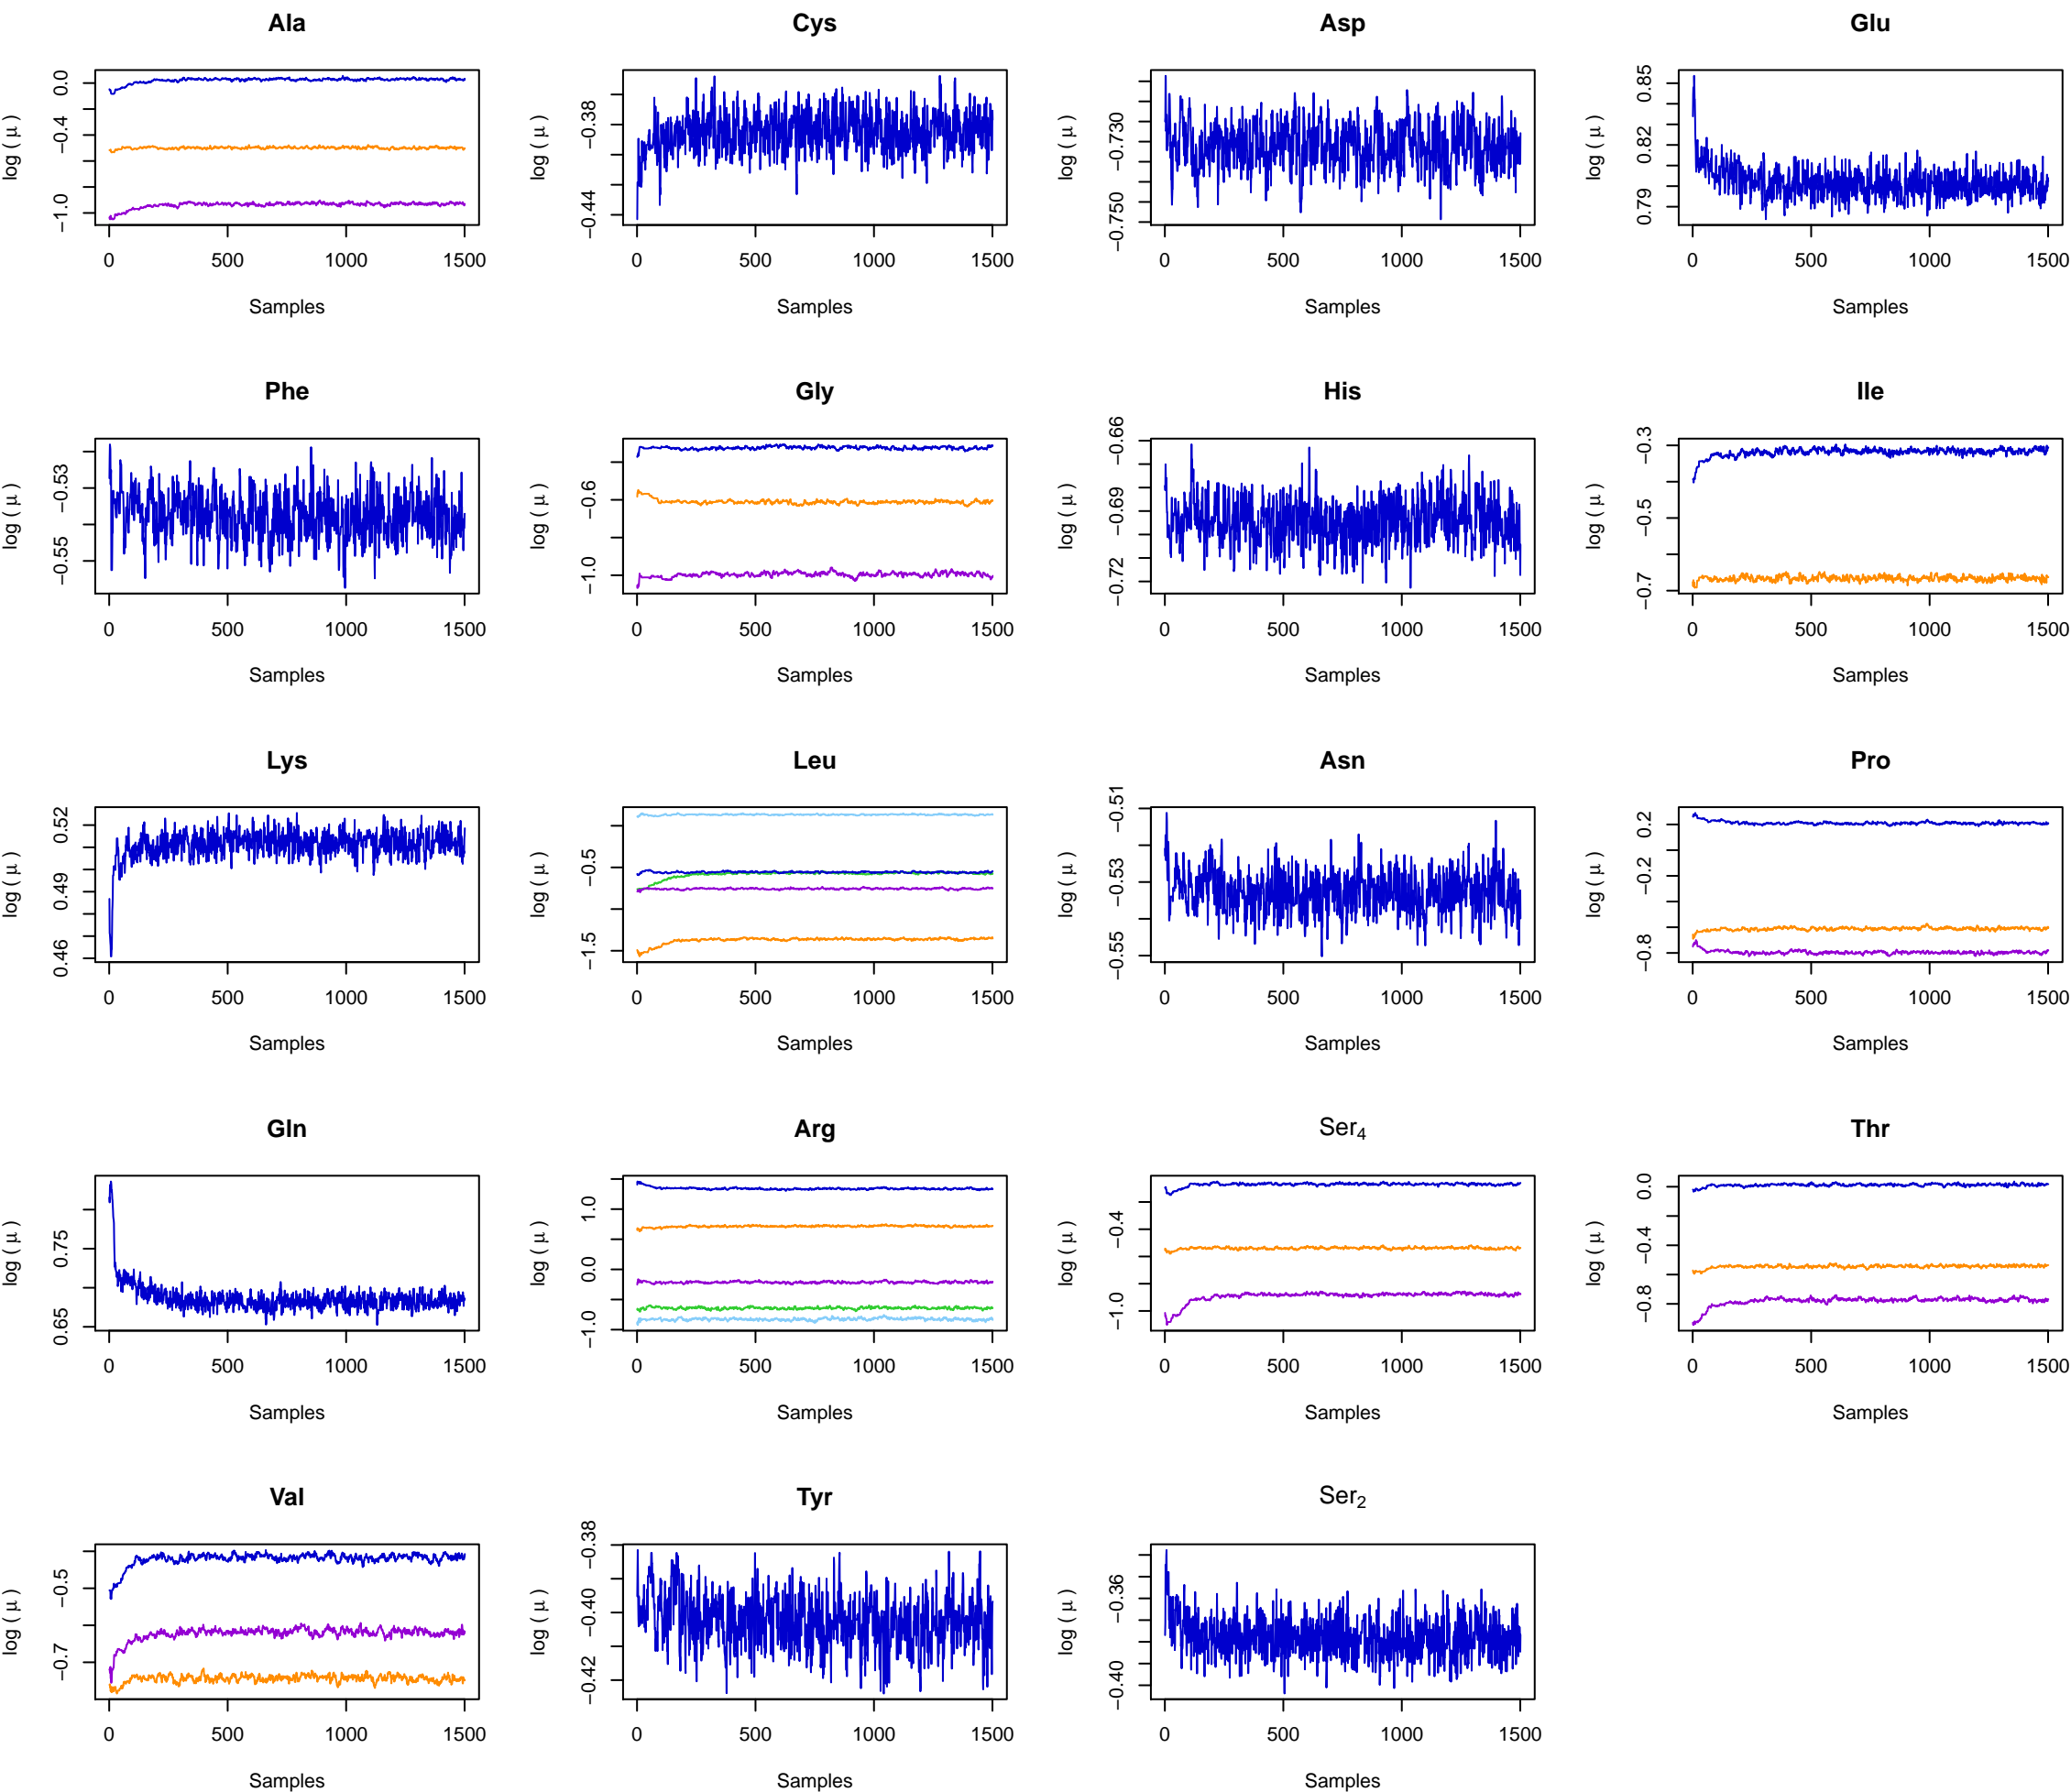 Ala
Cys
Asp
Glu
log ( μ )
−1.0 −0.4 0.0
0 500 1000 1500
Samples
log ( μ )
−0.44 −0.38
0 500 1000 1500
Samples
log ( μ )
−0.750 −0.730
0 500 1000 1500
Samples
log ( μ )
0.79 0.82 0.85
0 500 1000 1500
Samples
Phe
Gly
His
Ile
log ( μ )
−0.55 −0.53
0 500 1000 1500
Samples
log ( μ )
−1.0 −0.6
0 500 1000 1500
Samples
log ( μ )
−0.72 −0.69 −0.66
0 500 1000 1500
Samples
log ( μ )
−0.7 −0.5 −0.3
0 500 1000 1500
Samples
Lys
Leu
Asn
Pro
log ( μ )
0.46 0.49 0.52
0 500 1000 1500
Samples
log ( μ )
−1.5 −0.5
0 500 1000 1500
Samples
log ( μ )
−0.55 −0.53 −0.51
0 500 1000 1500
Samples
log ( μ )
−0.8 −0.2 0.2
0 500 1000 1500
Samples
Gln
Arg
Ser4
Thr
log ( μ )
0.65 0.75
0 500 1000 1500
Samples
log ( μ )
−1.0 0.0 1.0
0 500 1000 1500
Samples
log ( μ )
−1.0 −0.4
0 500 1000 1500
Samples
log ( μ )
−0.8 −0.4 0.0
0 500 1000 1500
Samples
Val
Tyr
Ser2
log ( μ )
−0.7 −0.5
0 500 1000 1500
Samples
log ( μ )
−0.42 −0.40 −0.38
0 500 1000 1500
Samples
log ( μ )
−0.40 −0.36
0 500 1000 1500
Samples